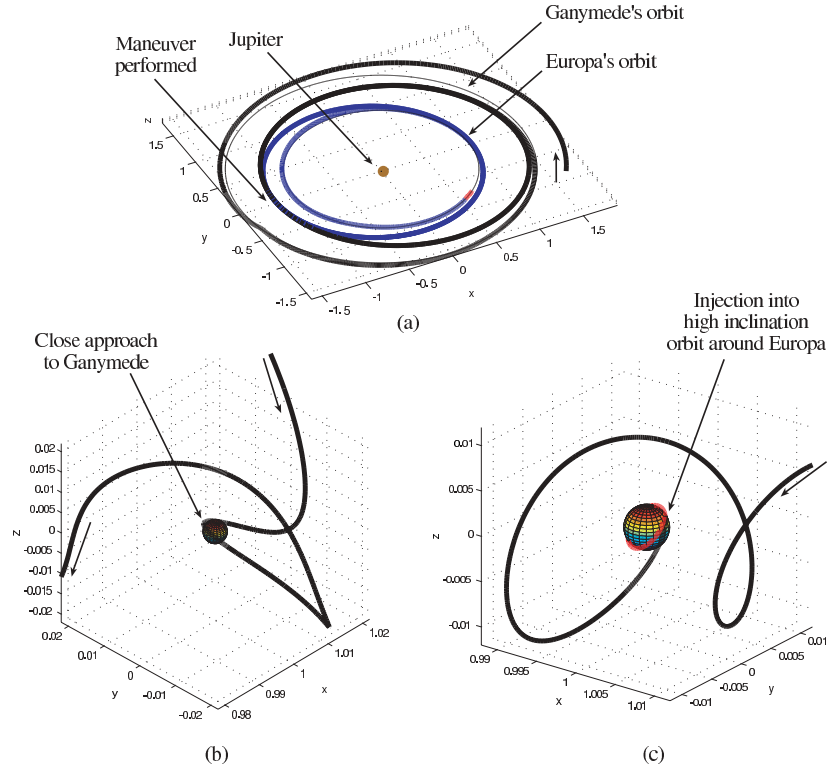 Ganymede's orbit
Maneuver
performed
Jupiter
Europa's orbit
z
1.5
1
0.5
0
-0.5
-1
-1.5
y
-1.5
-1
-0.5
0
0.5
1
1.5
x
(a)
Close approach
to Ganymede
0.02
0.015
0.01
0.005
0
-0.005
-0.01
-0.015
-0.02
z
0.02
0.01
0
-0.01
-0.02
y
0.98
0.99
1
1.01
1.02
x
(b)
Injection into
high inclination
orbit around Europa
0.01
0.005
0
-0.005
-0.01
z
0.99
0.995
1
1.005
1.01
x
-0.01
-0.005
0
0.005
0.01
y
(c)